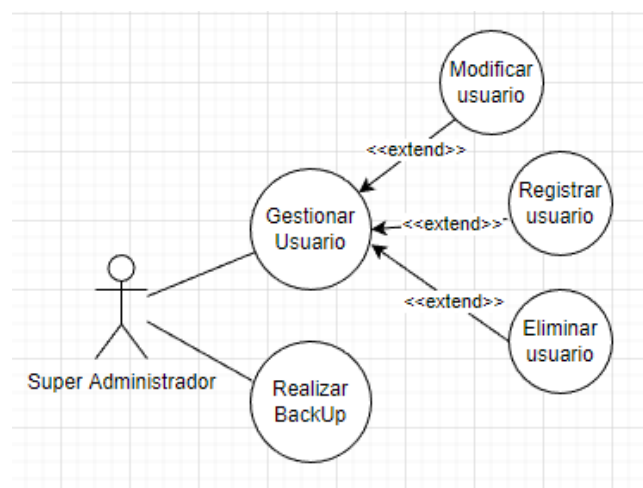 Modificar
usuario
<<extend>>
Registrar
usuario
Gestionar
Usuario
<<extend>>
<<extend>>
Eliminar
usuario
Super Administrador
Realizar
BackUp